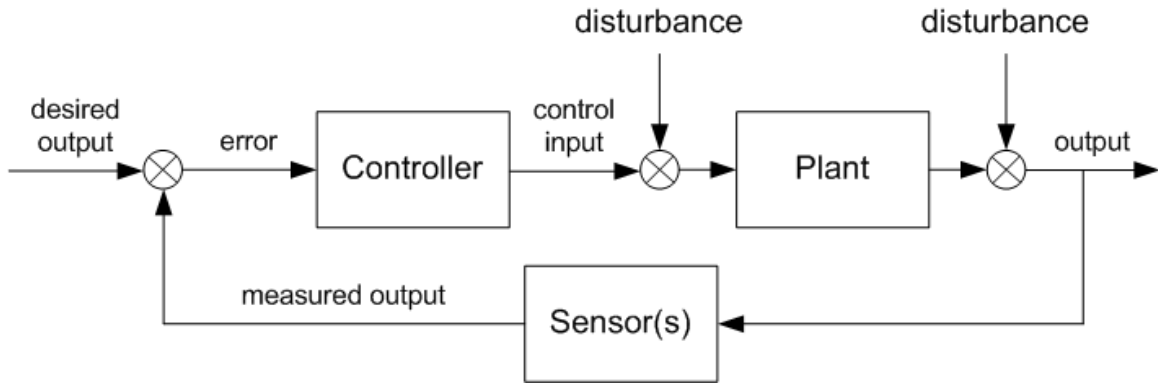 disturbance
disturbance
desired
output
error
Controller
control
input
Plant
output
measured output
Sensor(s)